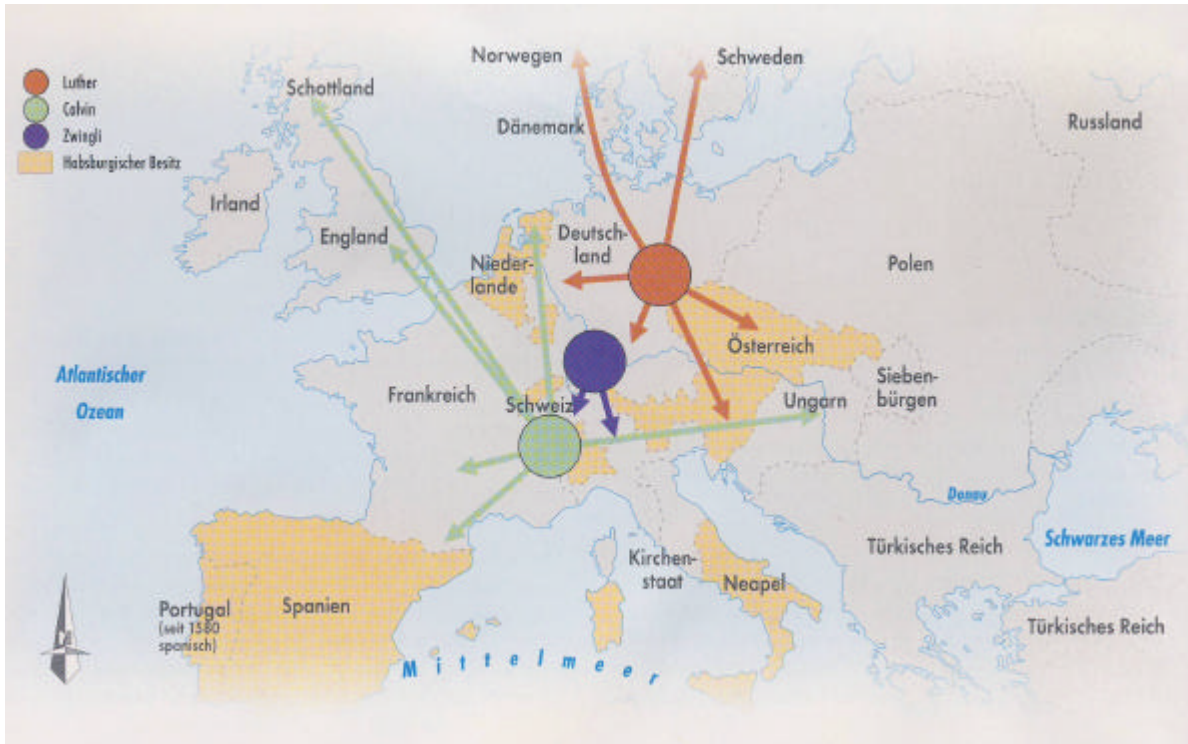 Luther
Calvin
Zwingli
Habsburgischer Besitz
Norwegen
Schweden
Schottland
Dänemark
Russland
Irland
England
Deutsch-
land
Nieder-
lande
Polen
Österreich
Atlantischer
Ozean
Frankreich
Schweiz
Ungarn
Sieben-
bürgen
Donau
Türkisches Reich
Schwarzes Meer
Kirchen-
staat
Neapel
Portugal
(seit 1580
spanisch)
Spanien
Türkisches Reich
Mittelmeer